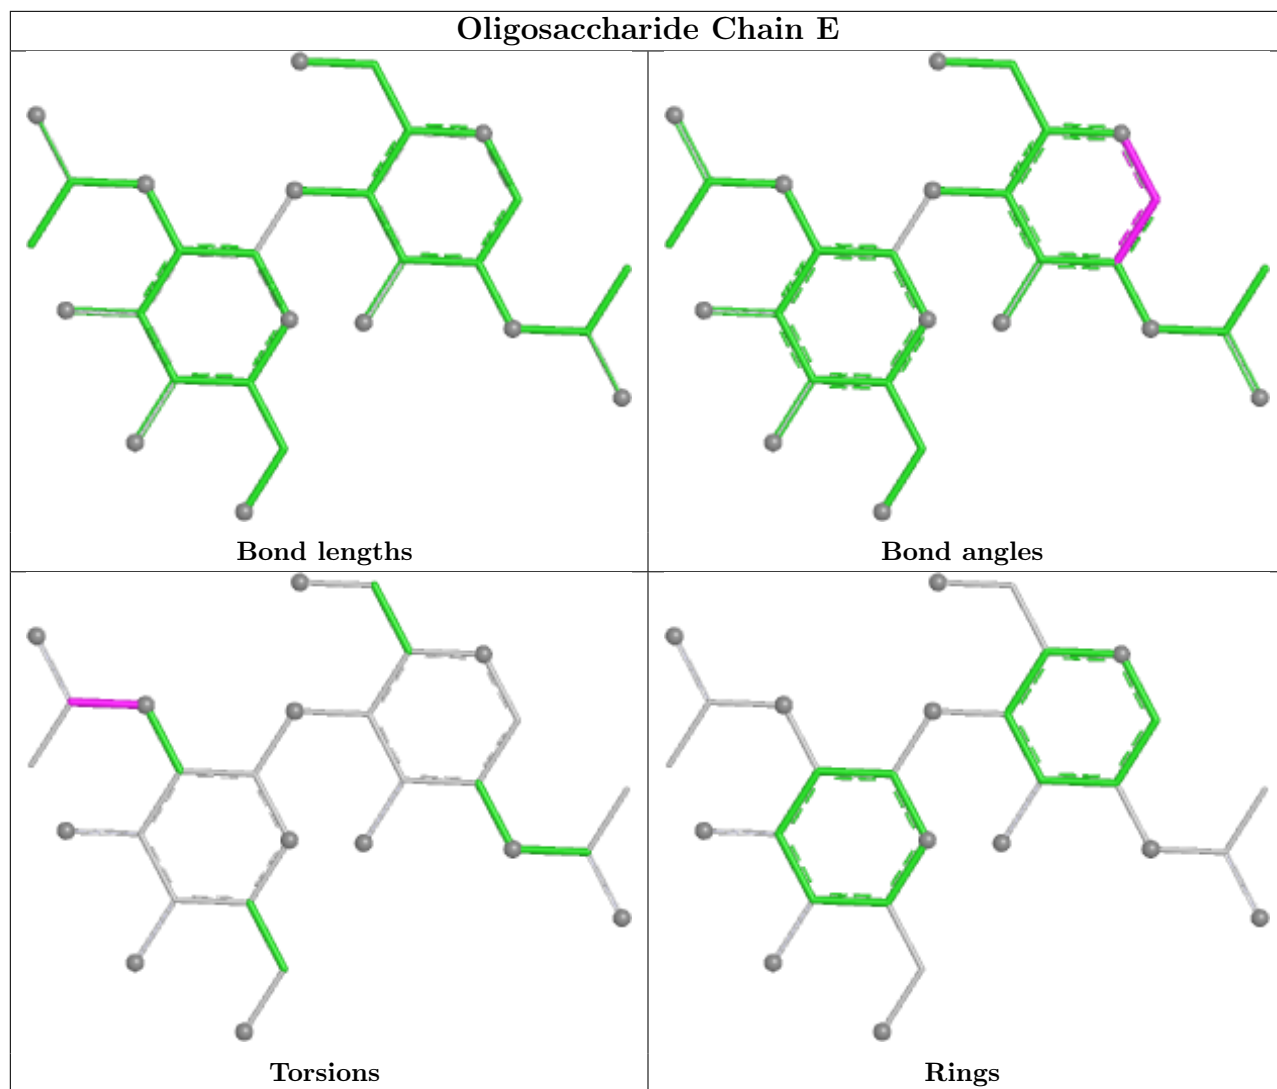 Oligosaccharide Chain E
Bond lengths
Bond angles
Torsions
Rings